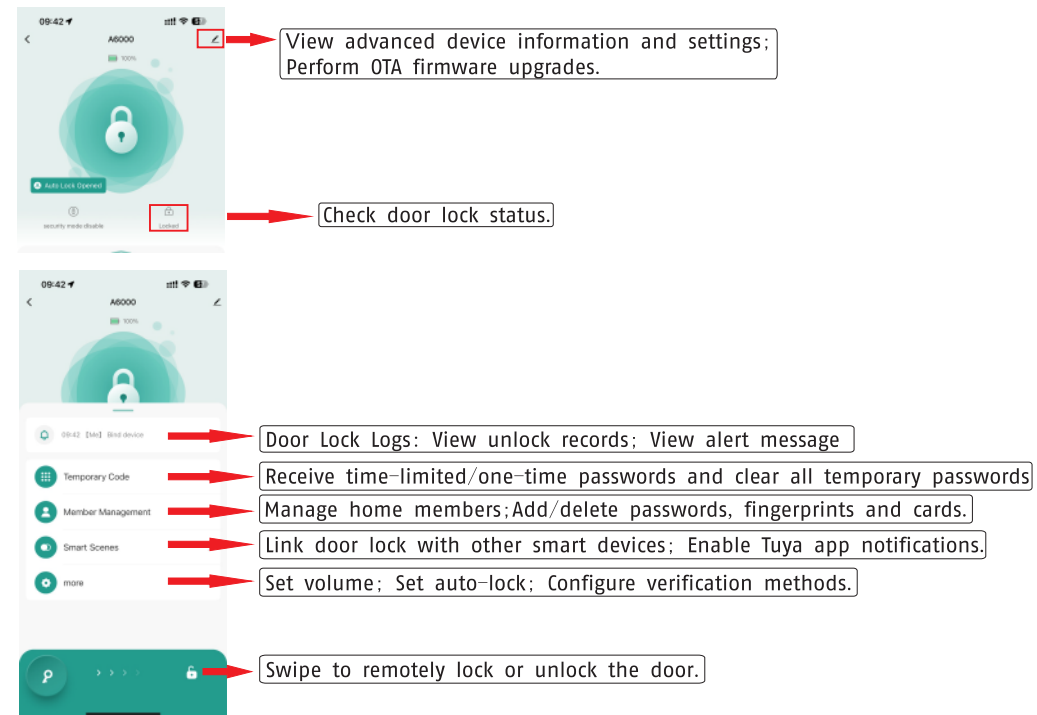 09:42
A6000
100%
View advanced device information and settings;
Perform OTA firmware upgrades.
Auto Lock Opened
security mode disable
Locked
Check door lock status.
09:42
A6000
100%
09:42 【Me】 Bind device
Door Lock Logs: View unlock records; View alert message
Temporary Code
Receive time-limited/one-time passwords and clear all temporary passwords
Member Management
Manage home members;Add/delete passwords, fingerprints and cards.
Smart Scenes
Link door lock with other smart devices; Enable Tuya app notifications.
more
Set volume; Set auto-lock; Configure verification methods.
Swipe to remotely lock or unlock the door.